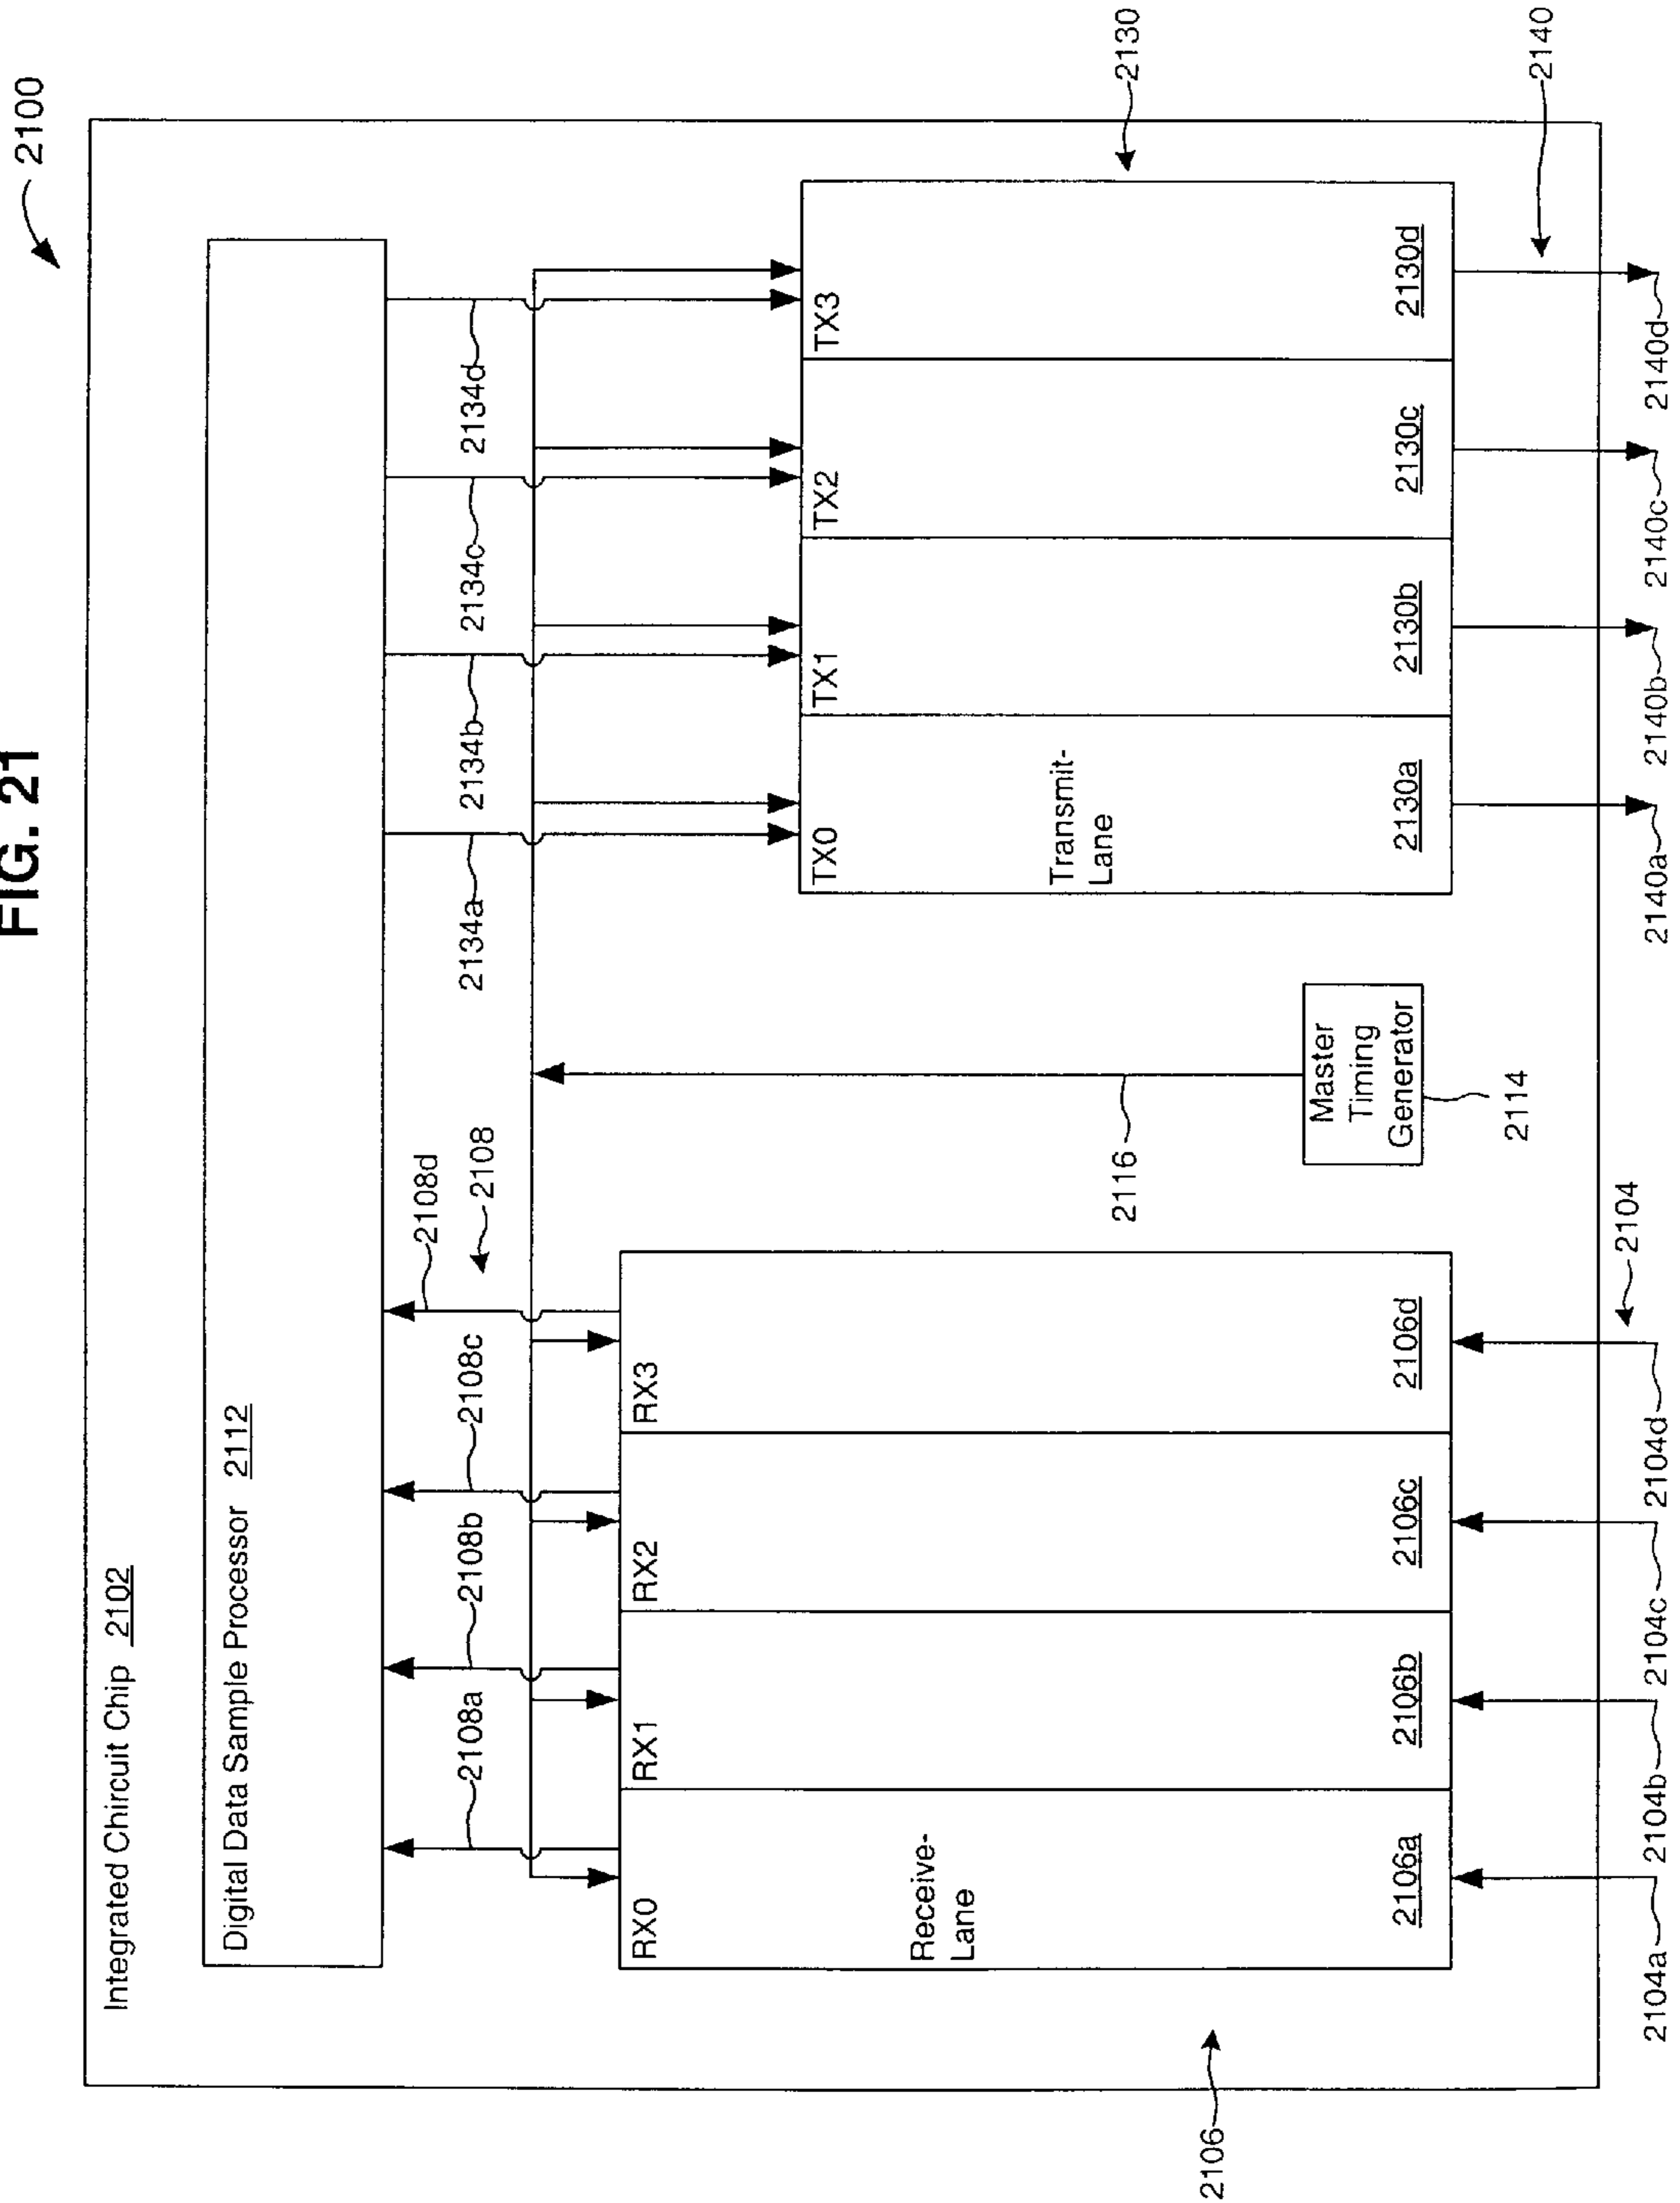 FIG. 21
2100
Integrated Chircuit Chip 2102
Digital Data Sample Processor 2112
2108a
2108b
2108c
2108d
2108
2134a
2134b
2134c
2134d
RX0
RX1
RX2
RX3
Receive-
Lane
2106a
2106b
2106c
2106d
2106
2116
Master
Timing
Generator
2114
TX0
TX1
TX2
TX3
Transmit-
Lane
2130a
2130b
2130c
2130d
2130
2104
2104a
2104b
2104c
2104d
2140a
2140b
2140c
2140d
2140